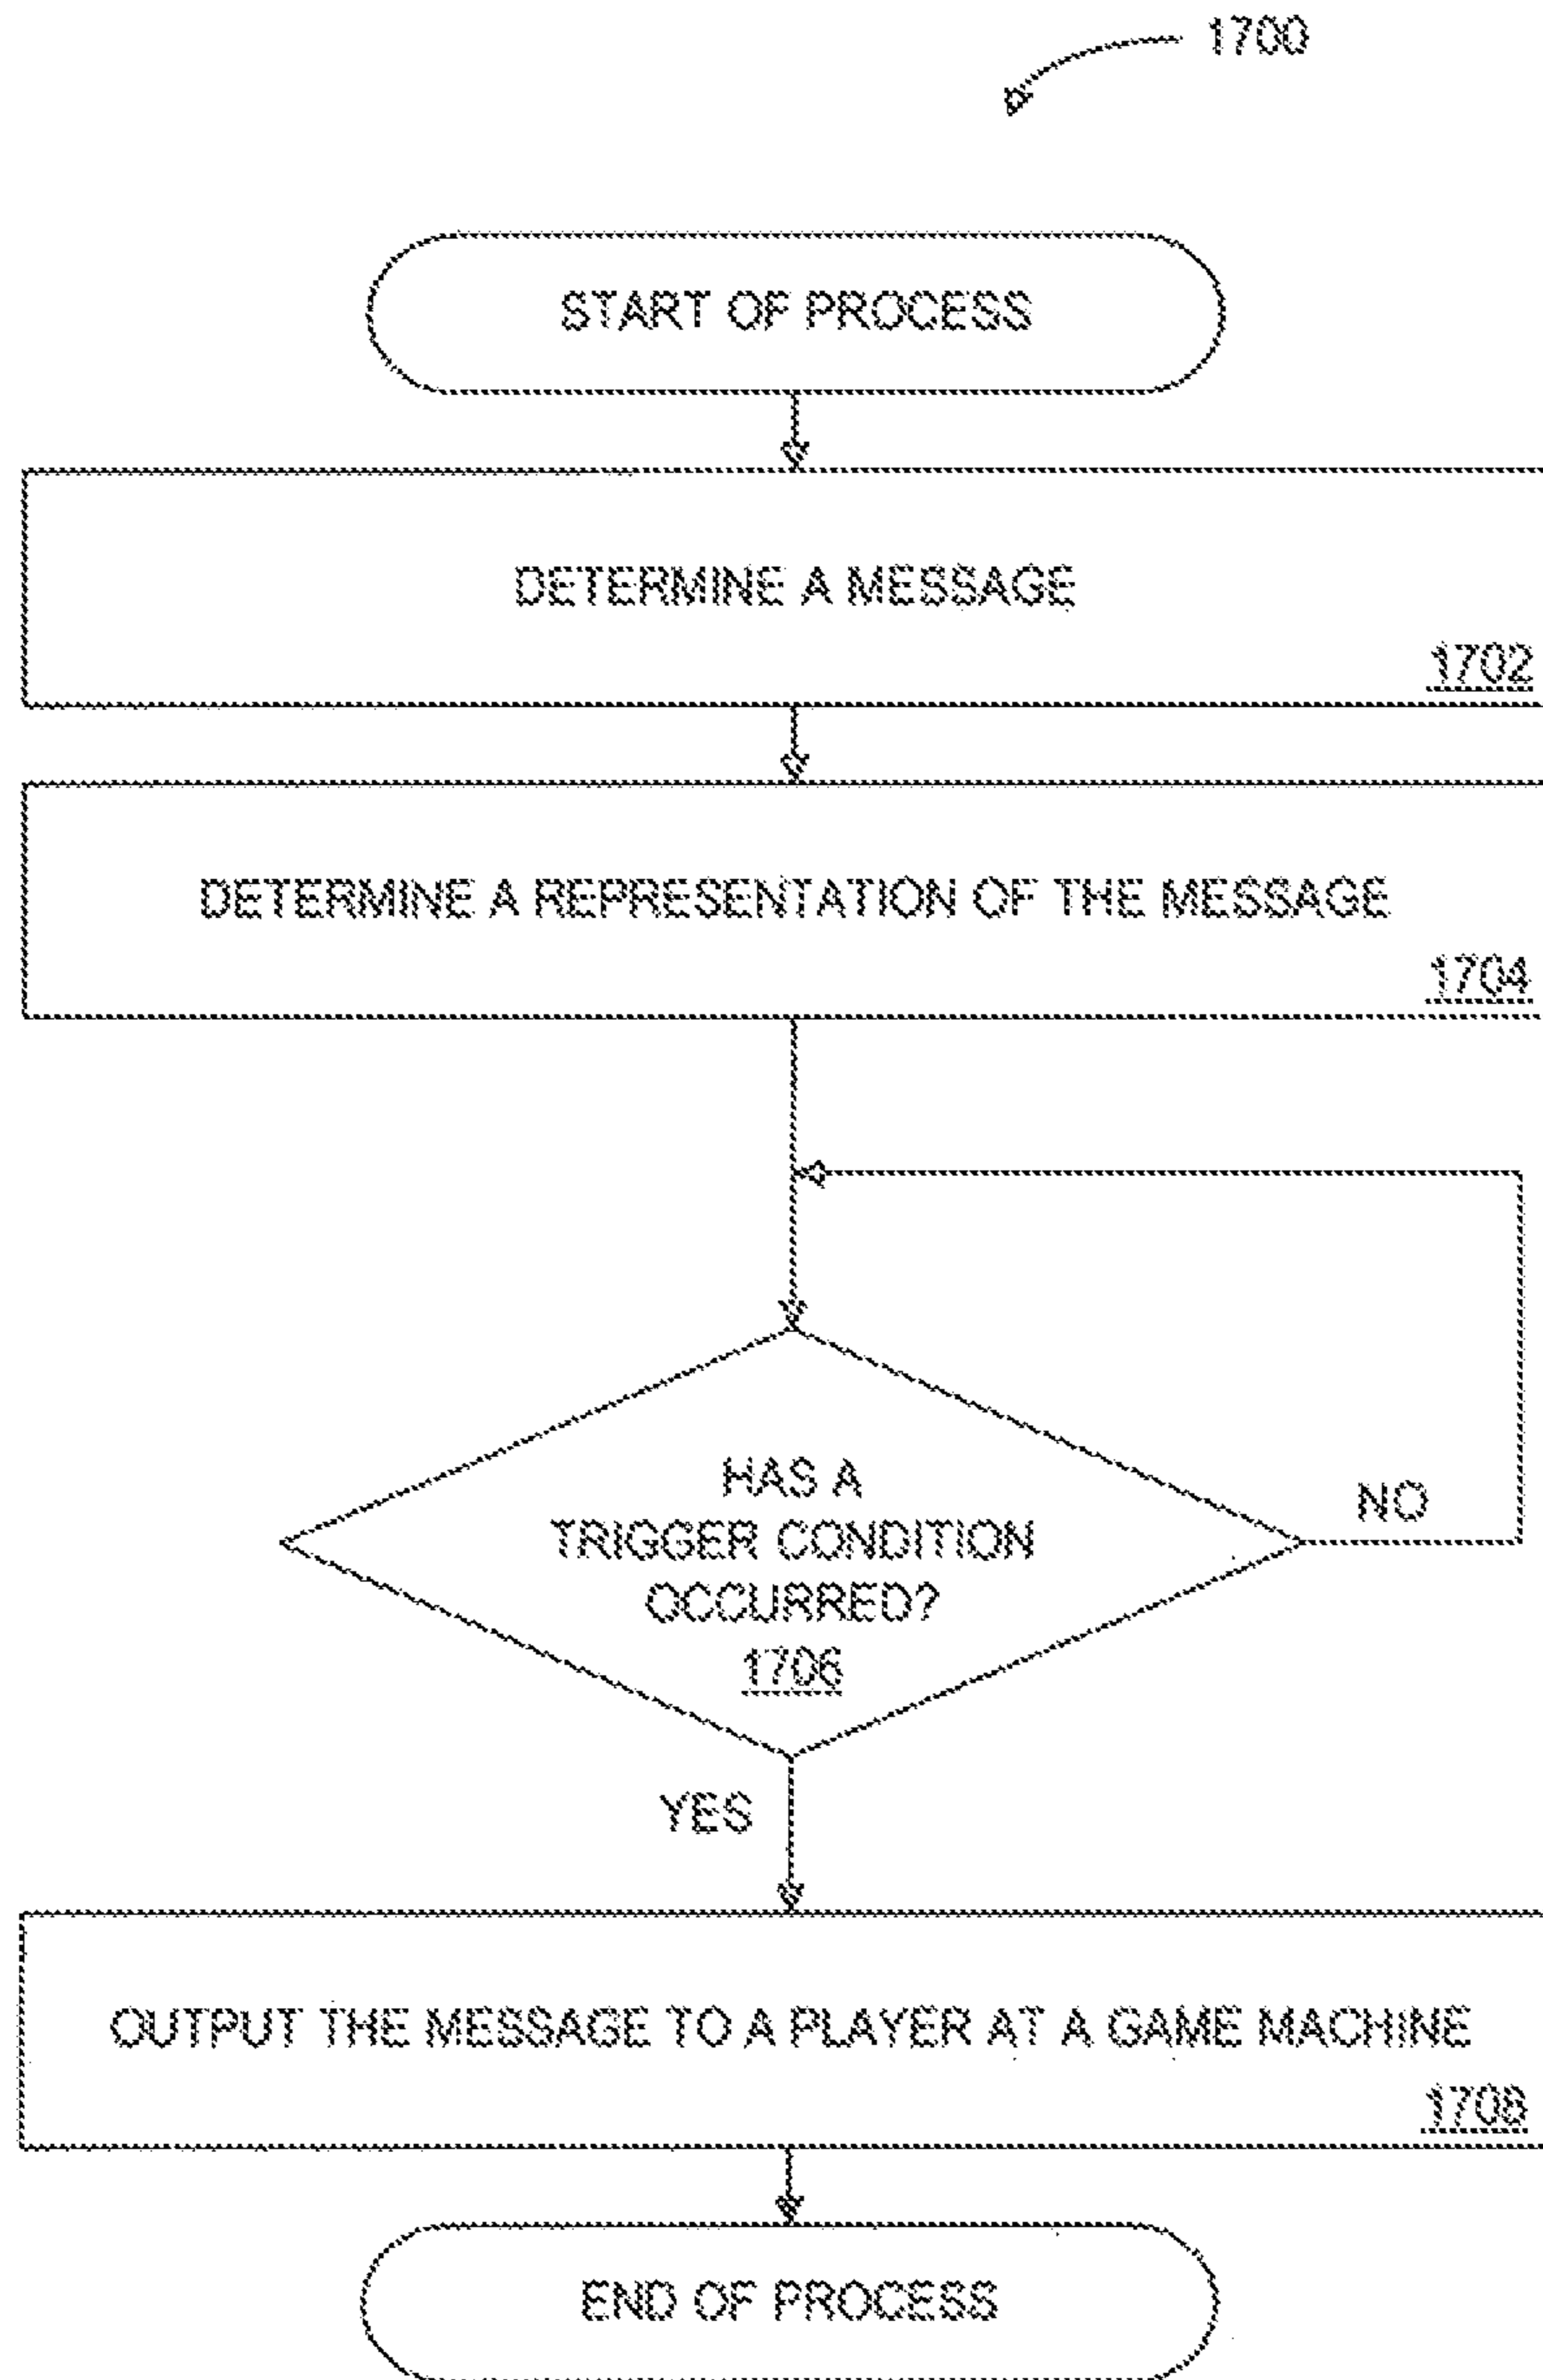 1700
START OF PROCESS
DETERMINE A MESSAGE
1702
DETERMINE A REPRESENTATION OF THE MESSAGE
1704
HAS A
TRIGGER CONDITION
OCCURRED?
1706
NO
YES
OUTPUT THE MESSAGE TO A PLAYER AT A GAME MACHINE
1708
END OF PROCESS